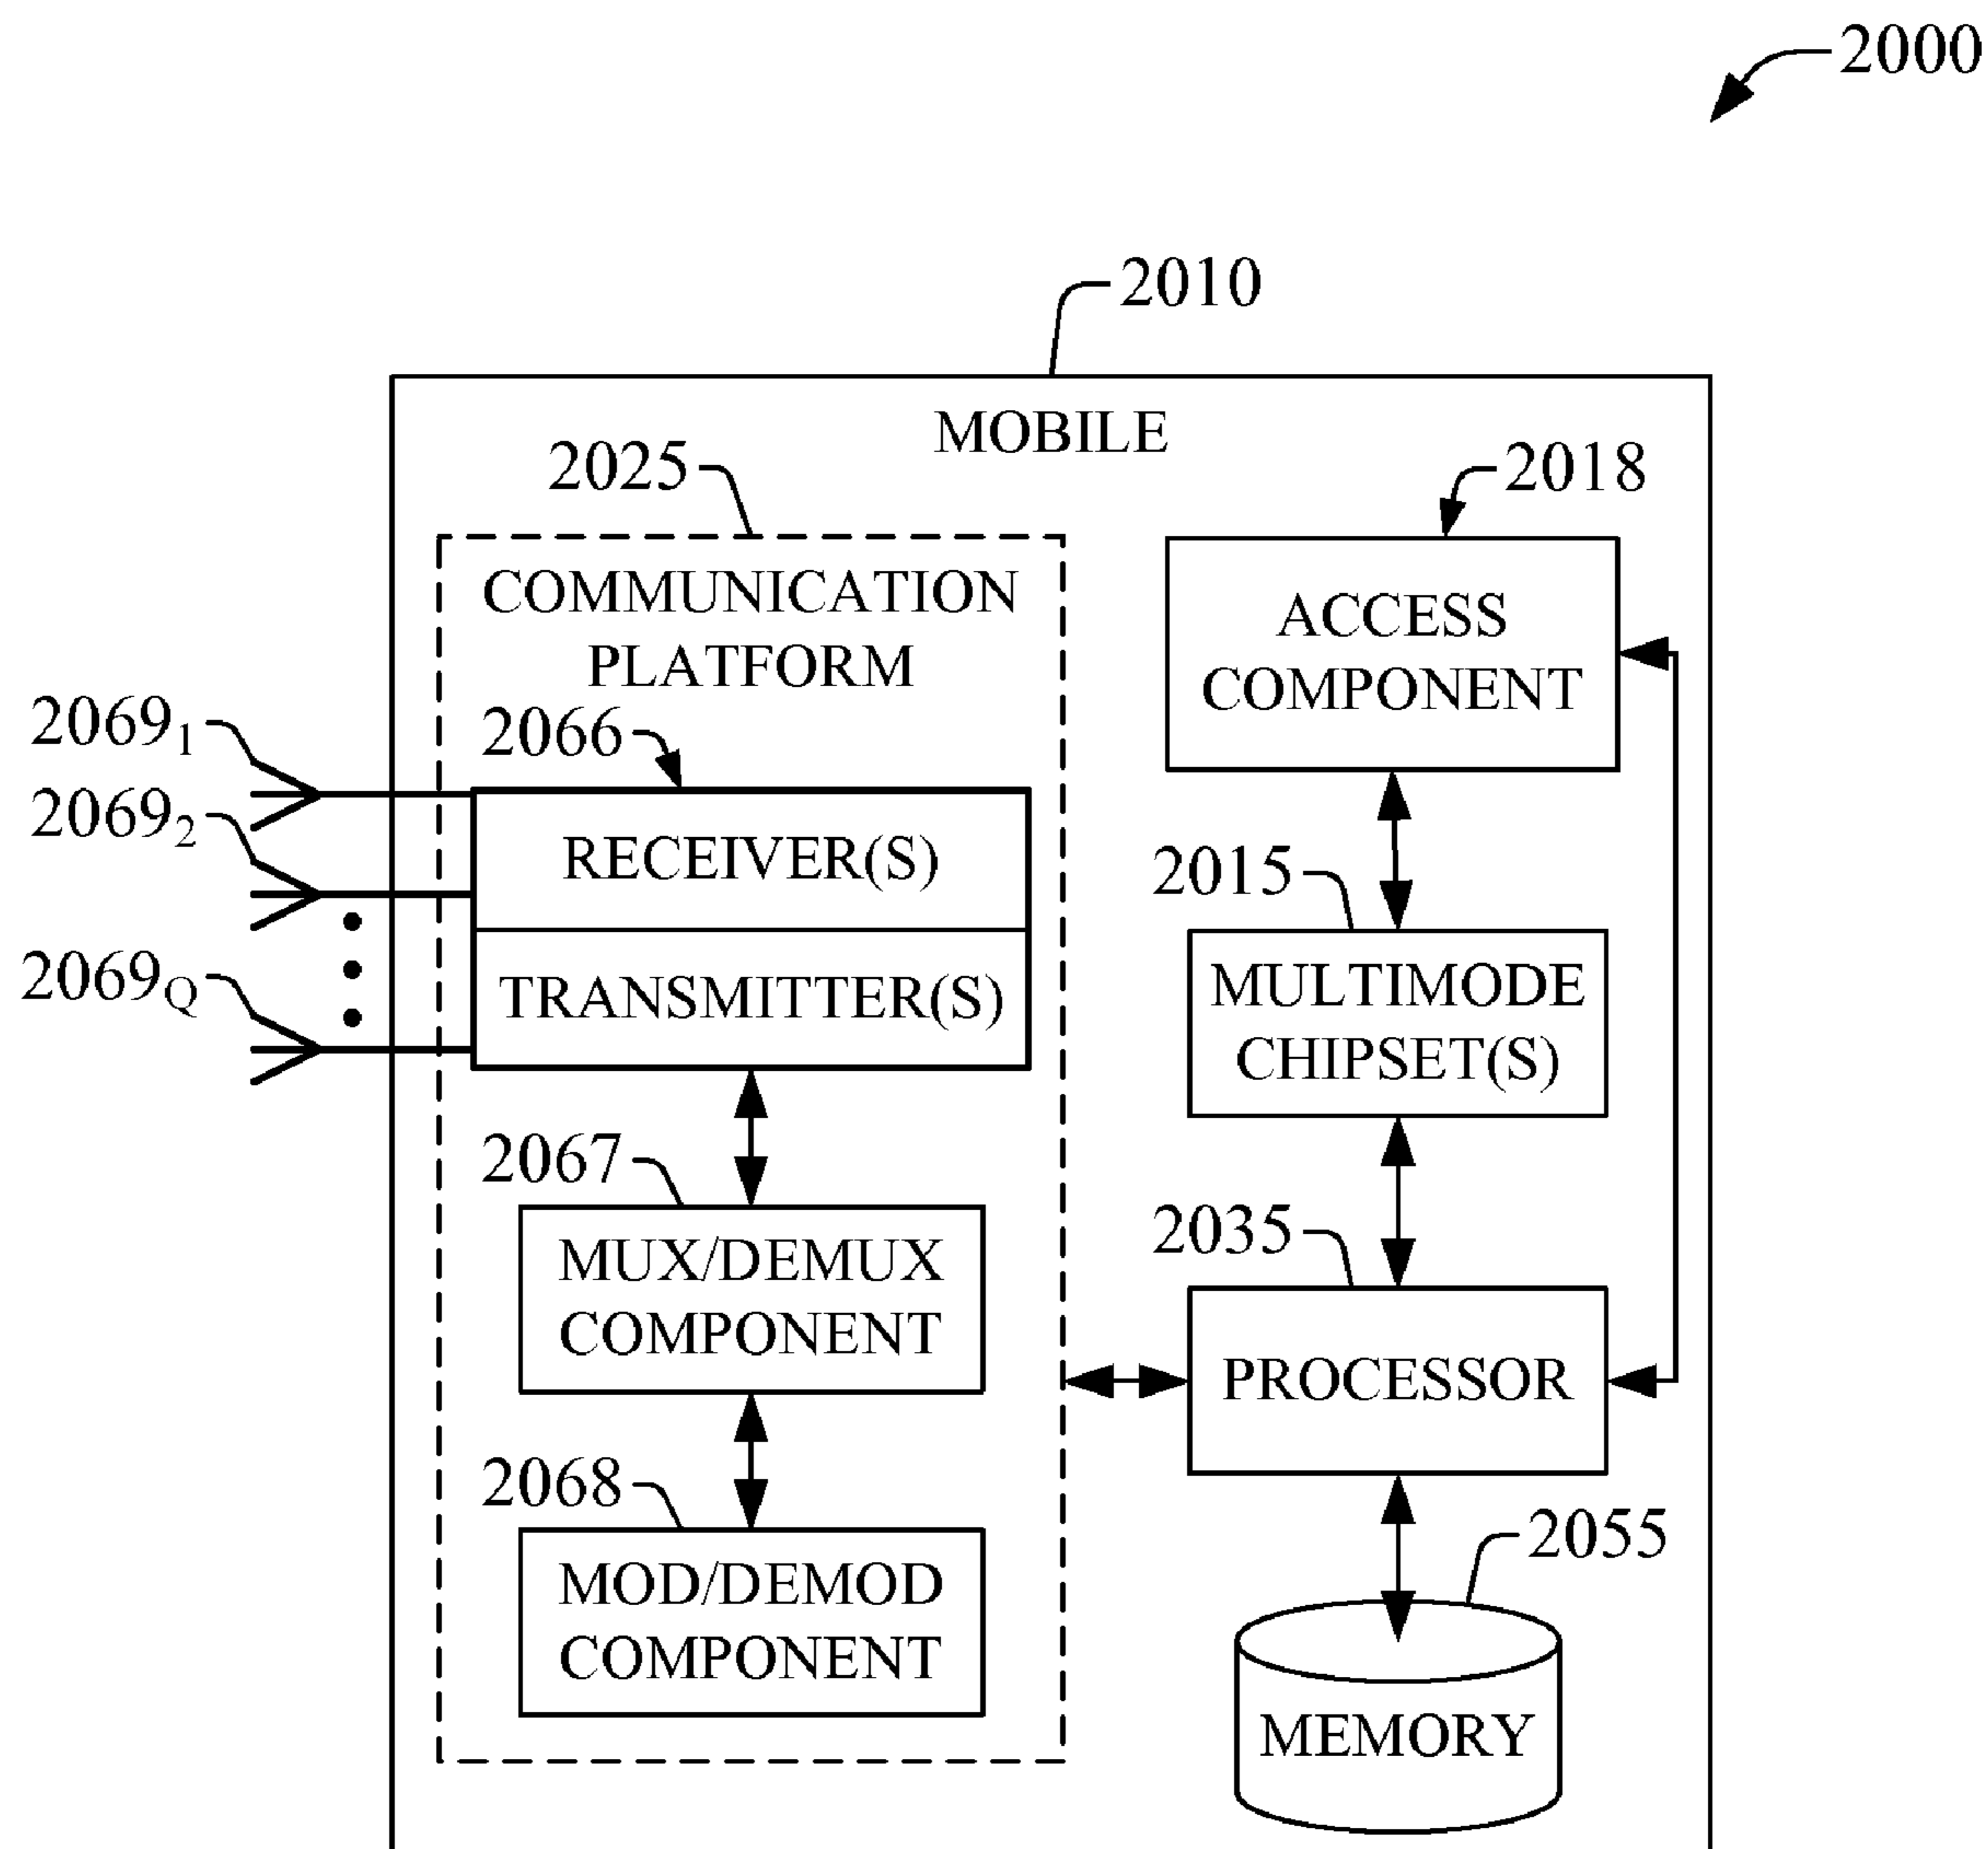 2000
2010
MOBILE
2025
2018
COMMUNICATION
PLATFORM
ACCESS
COMPONENT
2069₁
2066
2069₂
RECEIVER(S)
2015
2069Q
TRANSMITTER(S)
MULTIMODE
CHIPSET(S)
2067
2035
MUX/DEMUX
COMPONENT
PROCESSOR
2068
2055
MOD/DEMOD
COMPONENT
MEMORY